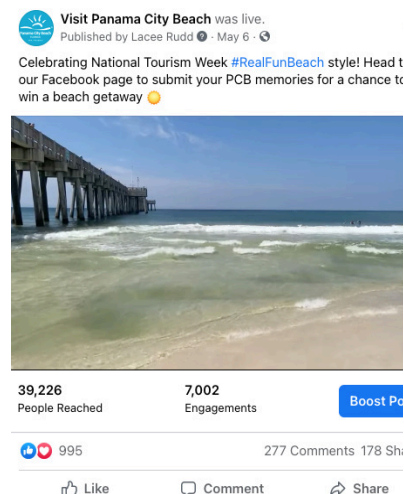 Visit Panama City Beach was live.
Published by Lacee Rudd · May 6 ·
Celebrating National Tourism Week #RealFunBeach style! Head t
our Facebook page to submit your PCB memories for a chance to
win a beach getaway
39,226
7,002
People Reached
Engagements
Boost Po
995
277 Comments 178 Sha
Like
Comment
Share